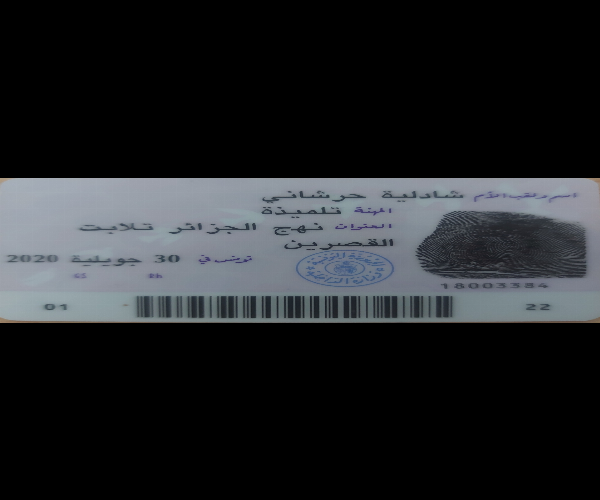 اسم ولقب الأم شادلية حرشاني
المهنة تلميذة
العنوان نهج الجزائر تلابت
القصرين
تونس في 30 جويلية 2020
18003384
01
22